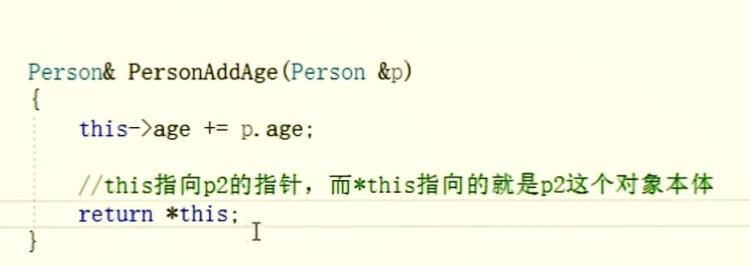 Person& PersonAddAge(Person &p)
{
this->age += p.age;
//this指向p2的指针，而*this指向的就是p2这个对象本体
return *this;
}